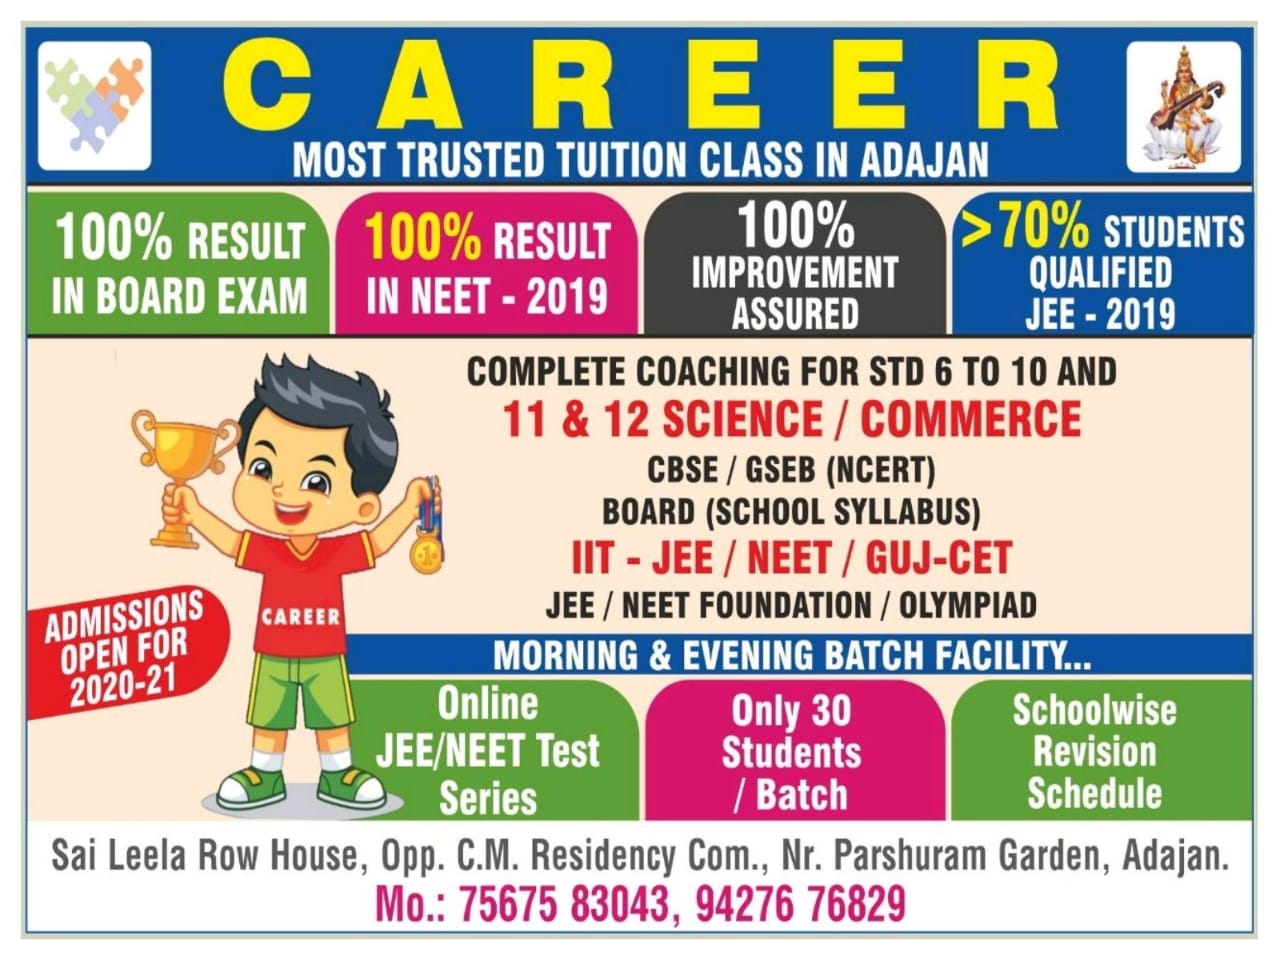 CAREER
MOST TRUSTED TUITION CLASS IN ADAJAN
100% RESULT
IN BOARD EXAM
100% RESULT
IN NEET - 2019
100%
IMPROVEMENT
ASSURED
>70% STUDENTS
QUALIFIED
JEE - 2019
COMPLETE COACHING FOR STD 6 TO 10 AND
11 & 12 SCIENCE / COMMERCE
CBSE / GSEB (NCERT)
BOARD (SCHOOL SYLLABUS)
IIT - JEE / NEET / GUJ-CET
JEE / NEET FOUNDATION / OLYMPIAD
1
CAREER
ADMISSIONS
OPEN FOR
2020-21
MORNING & EVENING BATCH FACILITY...
Online
JEE/NEET Test
Series
Only 30
Students
/ Batch
Schoolwise
Revision
Schedule
Sai Leela Row House, Opp. C.M. Residency Com., Nr. Parshuram Garden, Adajan.
Mo.: 75675 83043, 94276 76829